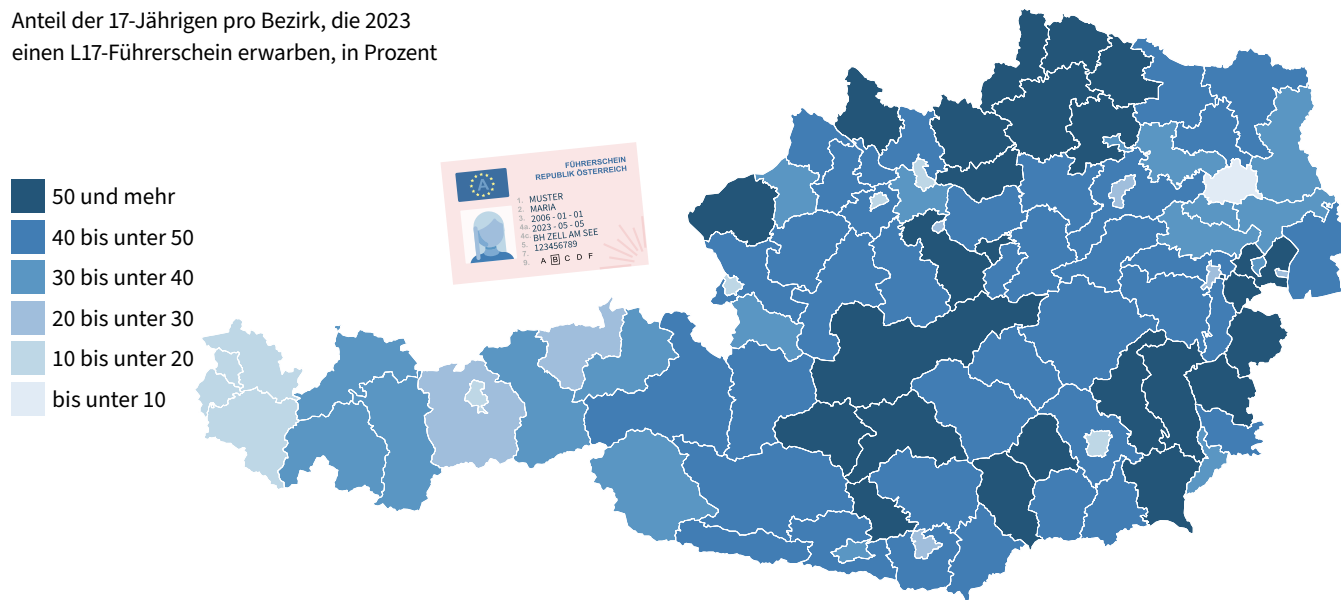 Anteil der 17-Jährigen pro Bezirk, die 2023
einen L17-Führerschein erwarben, in Prozent
50 und mehr
40 bis unter 50
30 bis unter 40
20 bis unter 30
10 bis unter 20
bis unter 10
A
FÜHRERSCHEIN
REPUBLIK ÖSTERREICH
1. MUSTER
2. MARIA
3. 2006 - 01 - 01
4a. 2023 - 05 - 05
4c. BH ZELL AM SEE
5. 123456789
7.
9. A B C D F